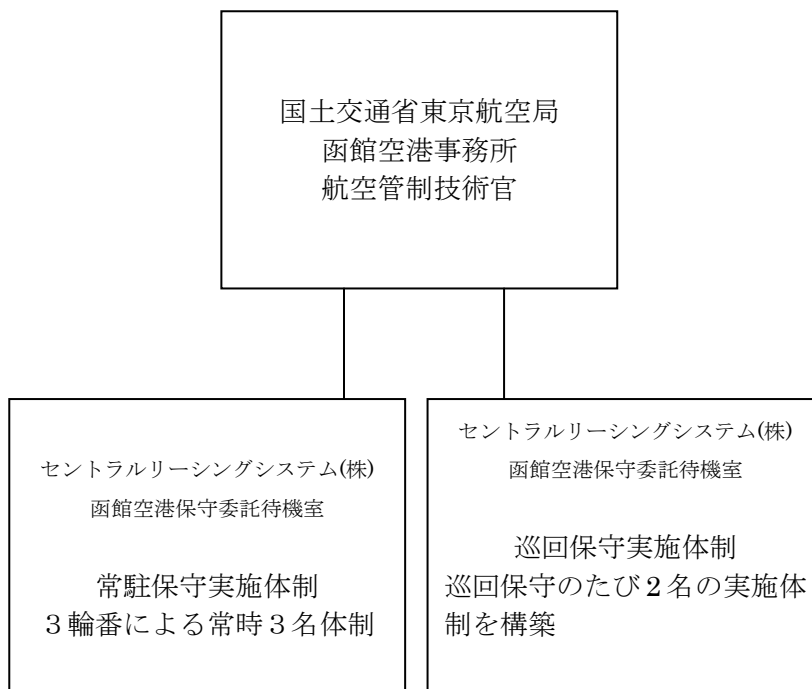 国土交通省東京航空局
函館空港事務所
航空管制技術官
セントラルリーシングシステム(株)
函館空港保守委託待機室
常駐保守実施体制
３輪番による常時３名体制
セントラルリーシングシステム(株)
函館空港保守委託待機室
巡回保守実施体制
巡回保守のたび２名の実施体
制を構築